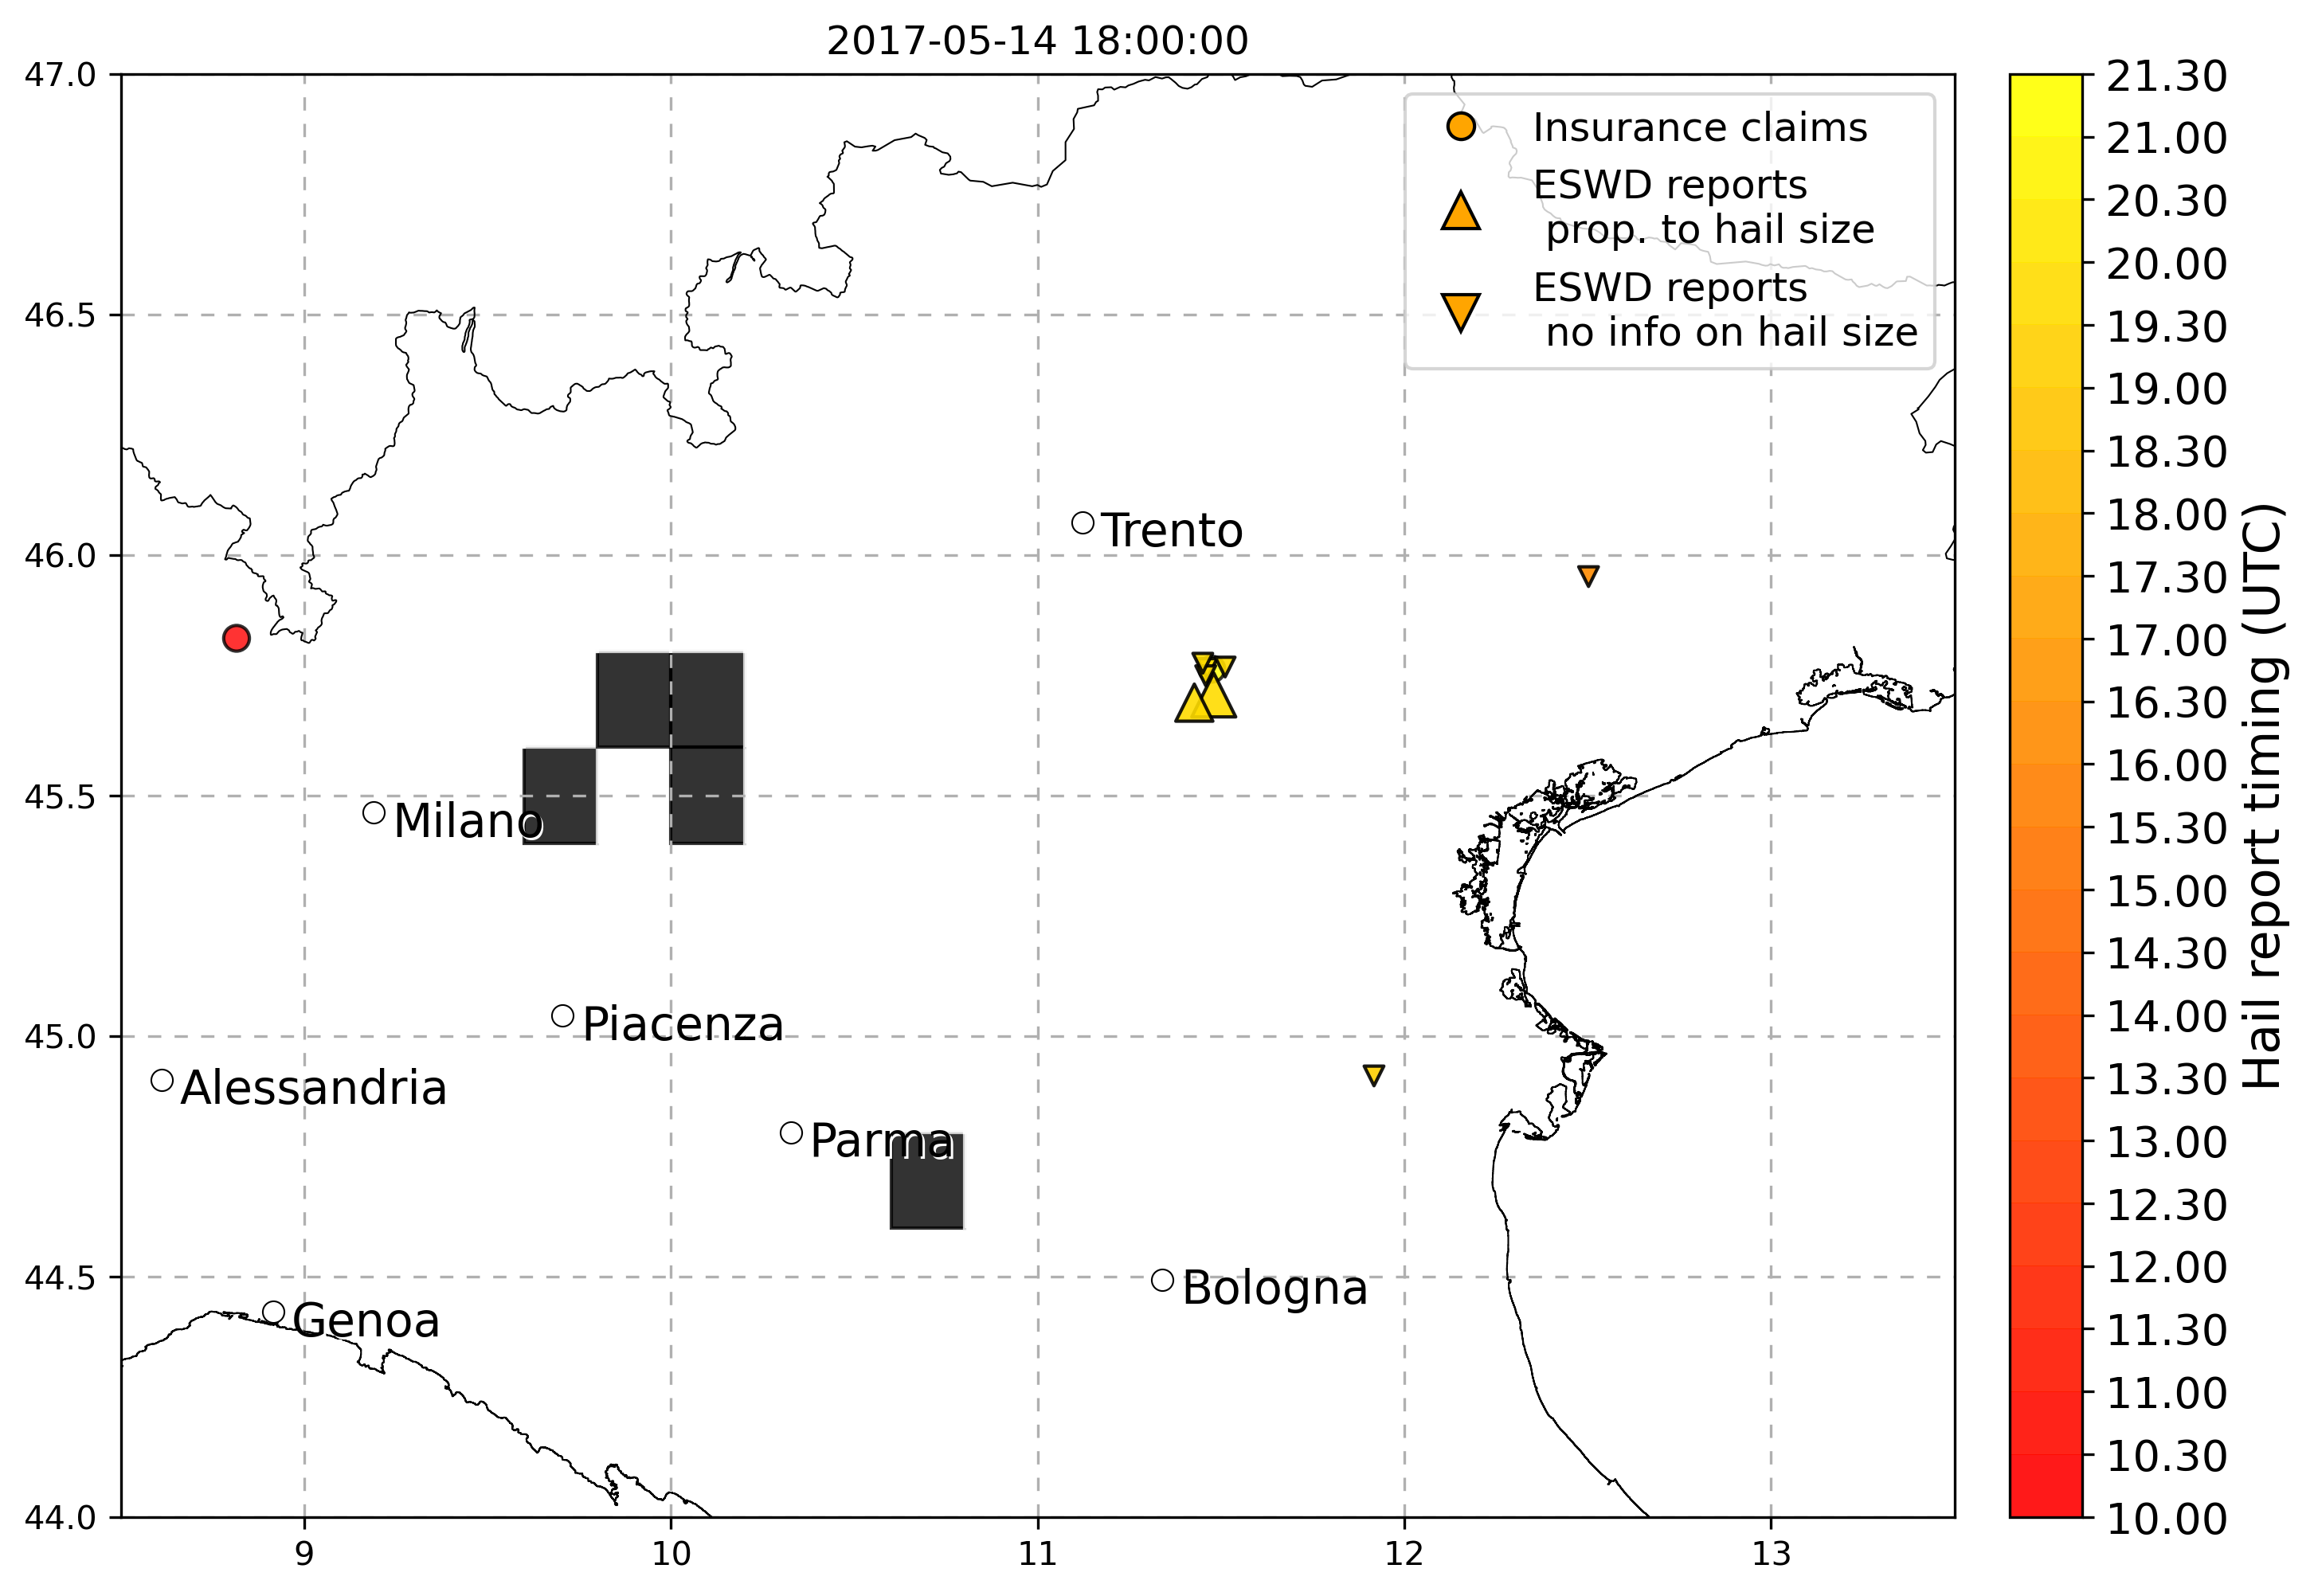 2017-05-14 18:00:00
47.0
46.5
46.0
45.5
45.0
44.5
44.0
9
10
11
12
13
Insurance claims
ESWD reports
prop. to hail size
ESWD reports
no info on hail size
Trento
Milano
Piacenza
Alessandria
Parma
Bologna
Genoa
21.30
21.00
20.30
20.00
19.30
19.00
18.30
18.00
17.30
17.00
16.30
16.00
15.30
15.00
14.30
14.00
13.30
13.00
12.30
12.00
11.30
11.00
10.30
10.00
Hail report timing (UTC)